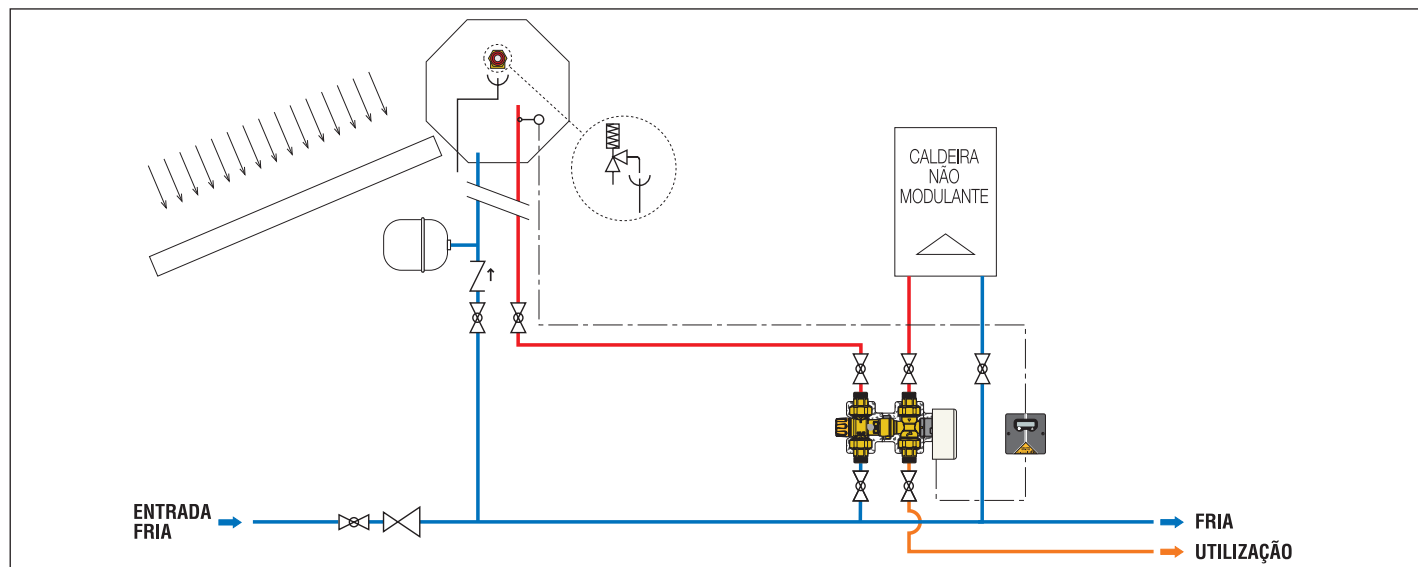 CALDEIRA
NÃO
MODULANTE
ENTRADA
FRIA
FRIA
UTILIZAÇÃO